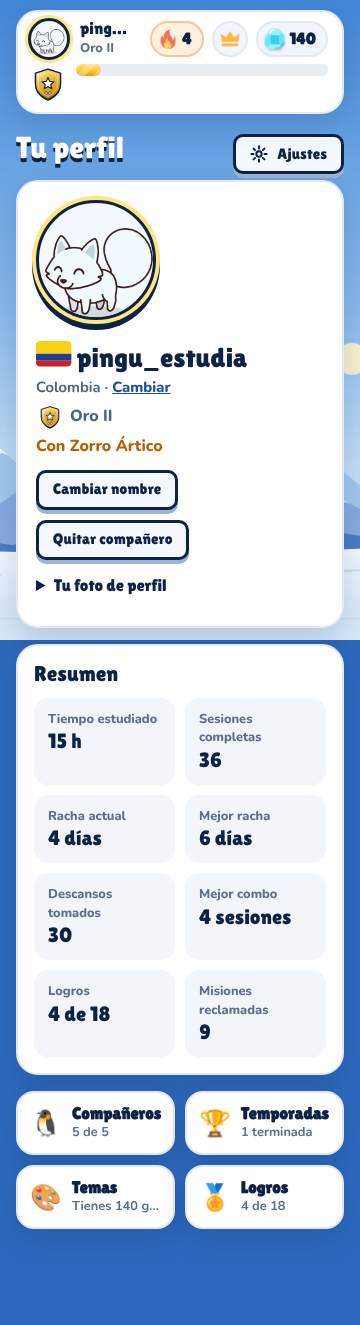 ping...
Oro II
4
140
Tu perfil
Ajustes
pingu_estudia
Colombia · Cambiar
Oro II
Con Zorro Ártico
Cambiar nombre
Quitar compañero
Tu foto de perfil
Resumen
Tiempo estudiado
15 h
Sesiones
completas
36
Racha actual
4 días
Mejor racha
6 días
Descansos
tomados
30
Mejor combo
4 sesiones
Logros
4 de 18
Misiones
reclamadas
9
Compañeros
5 de 5
Temporadas
1 terminada
Temas
Tienes 140 g...
Logros
4 de 18